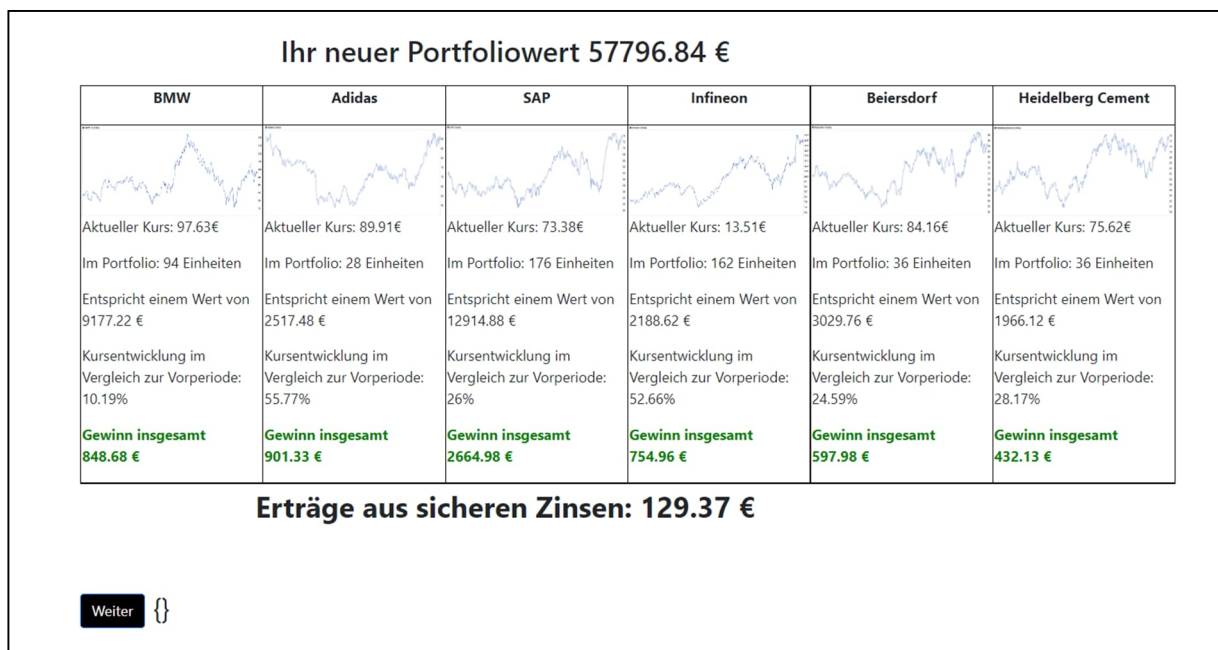 Ihr neuer Portfoliowert 57796.84 €
BMW
Adidas
SAP
Infineon
Beiersdorf
Heidelberg Cement
Aktueller Kurs: 97.63€
Im Portfolio: 94 Einheiten
Entspricht einem Wert von
9177.22 €
Kursentwicklung im
Vergleich zur Vorperiode:
10.19%
Gewinn insgesamt
848.68 €
Aktueller Kurs: 89.91€
Im Portfolio: 28 Einheiten
Entspricht einem Wert von
2517.48 €
Kursentwicklung im
Vergleich zur Vorperiode:
55.77%
Gewinn insgesamt
901.33 €
Aktueller Kurs: 73.38€
Im Portfolio: 176 Einheiten
Entspricht einem Wert von
12914.88 €
Kursentwicklung im
Vergleich zur Vorperiode:
26%
Gewinn insgesamt
2664.98 €
Aktueller Kurs: 13.51€
Im Portfolio: 162 Einheiten
Entspricht einem Wert von
2188.62 €
Kursentwicklung im
Vergleich zur Vorperiode:
52.66%
Gewinn insgesamt
754.96 €
Aktueller Kurs: 84.16€
Im Portfolio: 36 Einheiten
Entspricht einem Wert von
3029.76 €
Kursentwicklung im
Vergleich zur Vorperiode:
24.59%
Gewinn insgesamt
597.98 €
Aktueller Kurs: 75.62€
Im Portfolio: 36 Einheiten
Entspricht einem Wert von
1966.12 €
Kursentwicklung im
Vergleich zur Vorperiode:
28.17%
Gewinn insgesamt
432.13 €
Erträge aus sicheren Zinsen: 129.37 €
Weiter {}